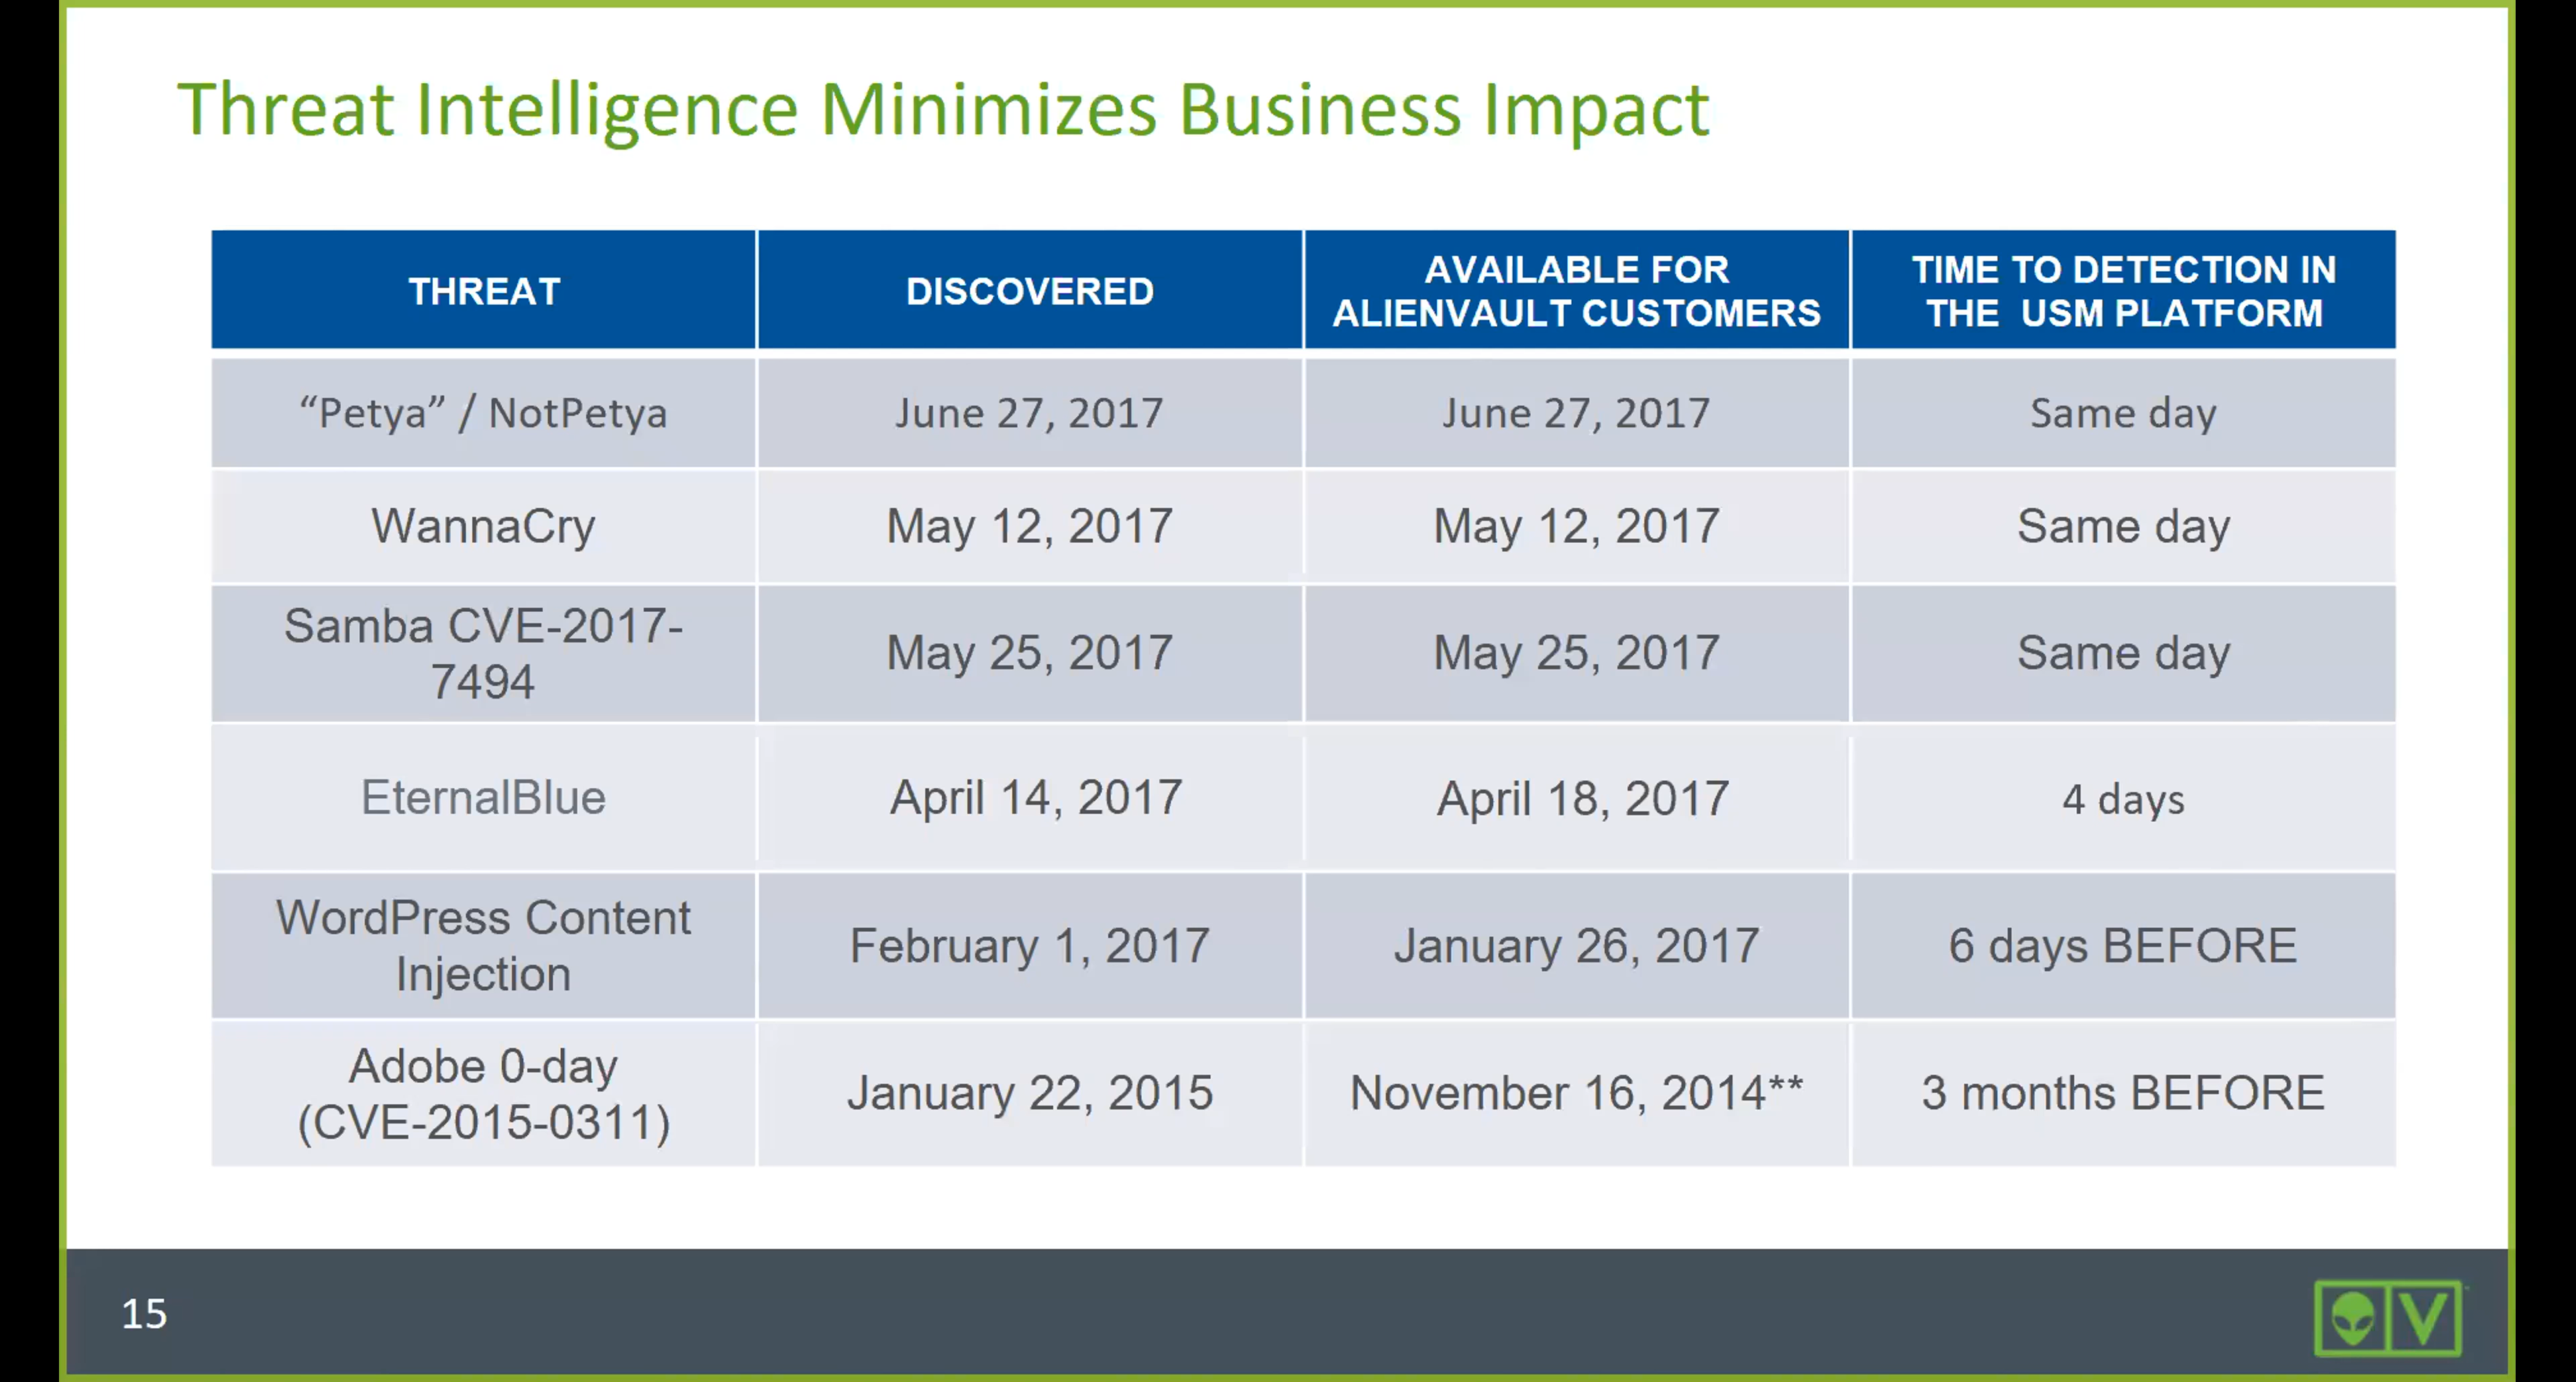 Threat Intelligence Minimizes Business Impact
THREAT
DISCOVERED
AVAILABLE FOR
ALIENVAULT CUSTOMERS
TIME TO DETECTION IN
THE USM PLATFORM
“Petya” / NotPetya
June 27, 2017
June 27, 2017
Same day
WannaCry
May 12, 2017
May 12, 2017
Same day
Samba CVE-2017-
7494
May 25, 2017
May 25, 2017
Same day
EternalBlue
April 14, 2017
April 18, 2017
4 days
WordPress Content
Injection
February 1, 2017
January 26, 2017
6 days BEFORE
Adobe 0-day
(CVE-2015-0311)
January 22, 2015
November 16, 2014**
3 months BEFORE
15
V